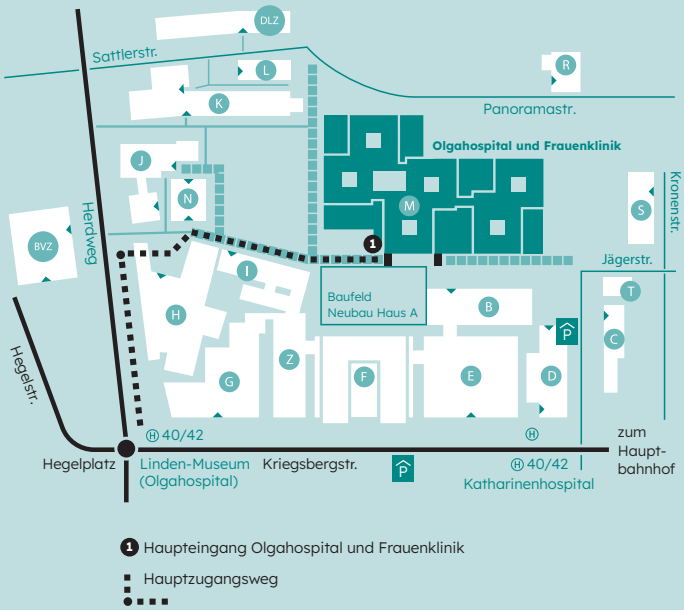 DLZ
Sattlerstr.
L
R
K
Panoramastr.
Olgahospital und Frauenklinik
J
N
M
Kronenstr.
S
Herdweg
BVZ
1
Jägerstr.
I
T
Baufeld
Neubau Haus A
B
H
P
C
Hegelstr.
Z
G
F
E
D
H 40/42
H
Hegelplatz
Linden-Museum
(Olgahospital)
Kriegsbergstr.
P
H 40/42
Katharinenhospital
zum
Haupt-
bahnhof
1 Haupteingang Olgahospital und Frauenklinik
Hauptzugangsweg